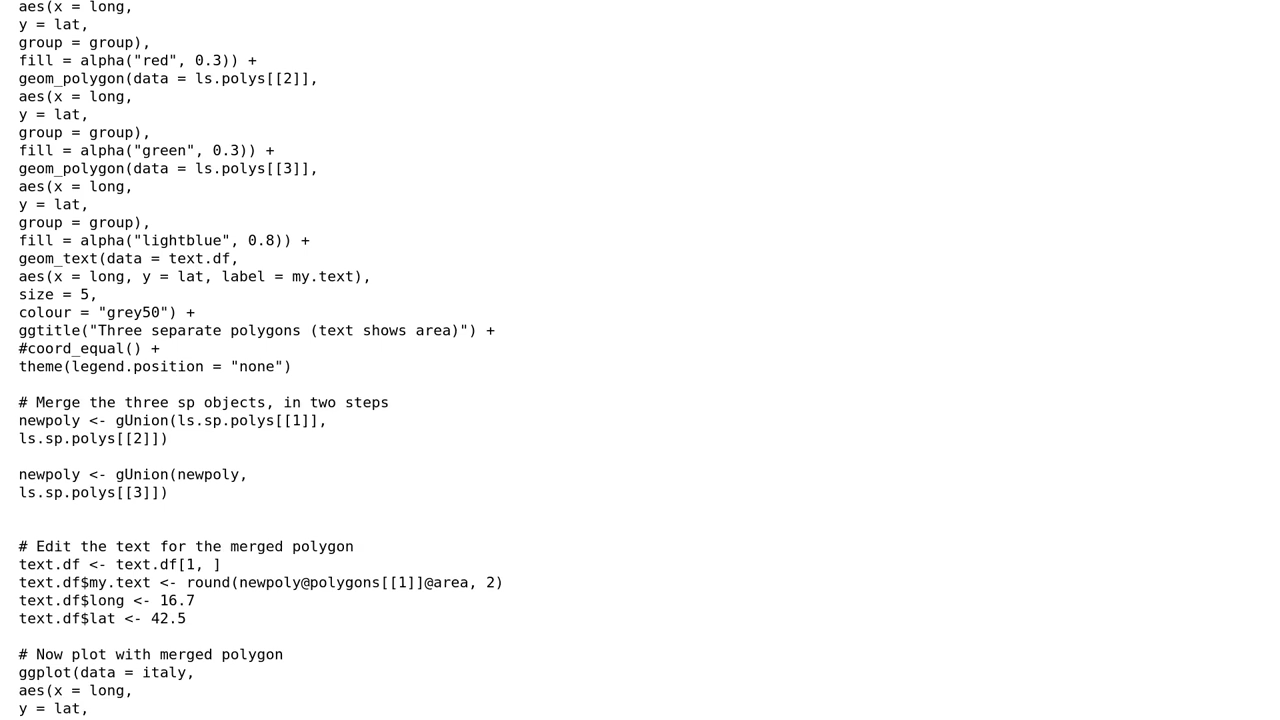 aes(x = long,
y = lat,
group = group),
fill = alpha("red", 0.3)) +
geom_polygon(data = ls.polys[[2]],
aes(x = long,
y = lat,
group = group),
fill = alpha("green", 0.3)) +
geom_polygon(data = ls.polys[[3]],
aes(x = long,
y = lat,
group = group),
fill = alpha("lightblue", 0.8)) +
geom_text(data = text.df,
aes(x = long, y = lat, label = my.text),
size = 5,
colour = "grey50") +
ggtitle("Three separate polygons (text shows area)") +
#coord_equal() +
theme(legend.position = "none")
# Merge the three sp objects, in two steps
newpoly <- gUnion(ls.sp.polys[[1]],
ls.sp.polys[[2]])
newpoly <- gUnion(newpoly,
ls.sp.polys[[3]])
# Edit the text for the merged polygon
text.df <- text.df[1, ]
text.df$my.text <- round(newpoly@polygons[[1]]@area, 2)
text.df$long <- 16.7
text.df$lat <- 42.5
# Now plot with merged polygon
ggplot(data = italy,
aes(x = long,
y = lat,